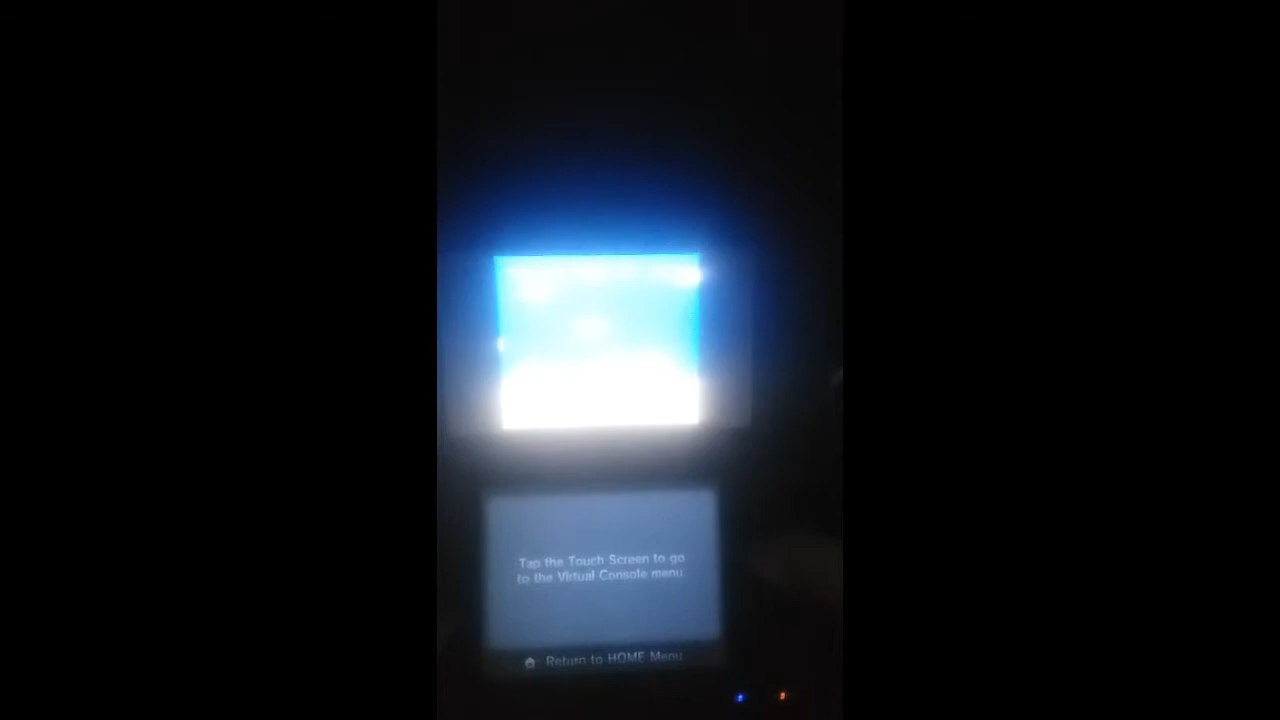 Tap the Touch Screen to go
to the Virtual Console menu.
Return to HOME Menu